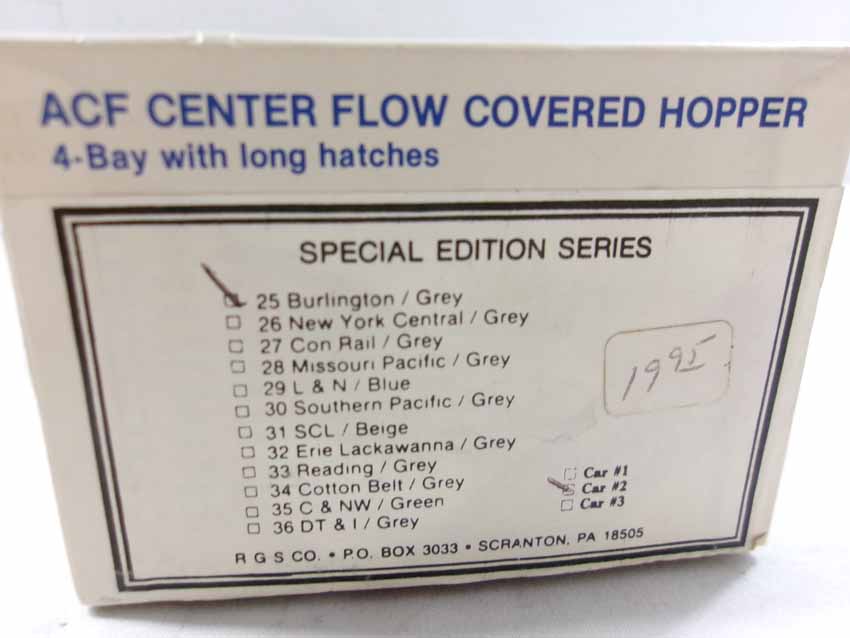 ACF CENTER FLOW COVERED HOPPER
4-Bay with long hatches
SPECIAL EDITION SERIES
25 Burlington / Grey
26 New York Central / Grey
27 Con Rail / Grey
28 Missouri Pacific / Grey
29 L & N / Blue
30 Southern Pacific / Grey
31 SCL / Beige
32 Erie Lackawanna / Grey
33 Reading / Grey
34 Cotton Belt / Grey
35 C & NW / Green
36 DT & I / Grey
19 95
Car #1
Car #2
Car #3
R G S CO. • P.O. BOX 3033 • SCRANTON, PA 18505